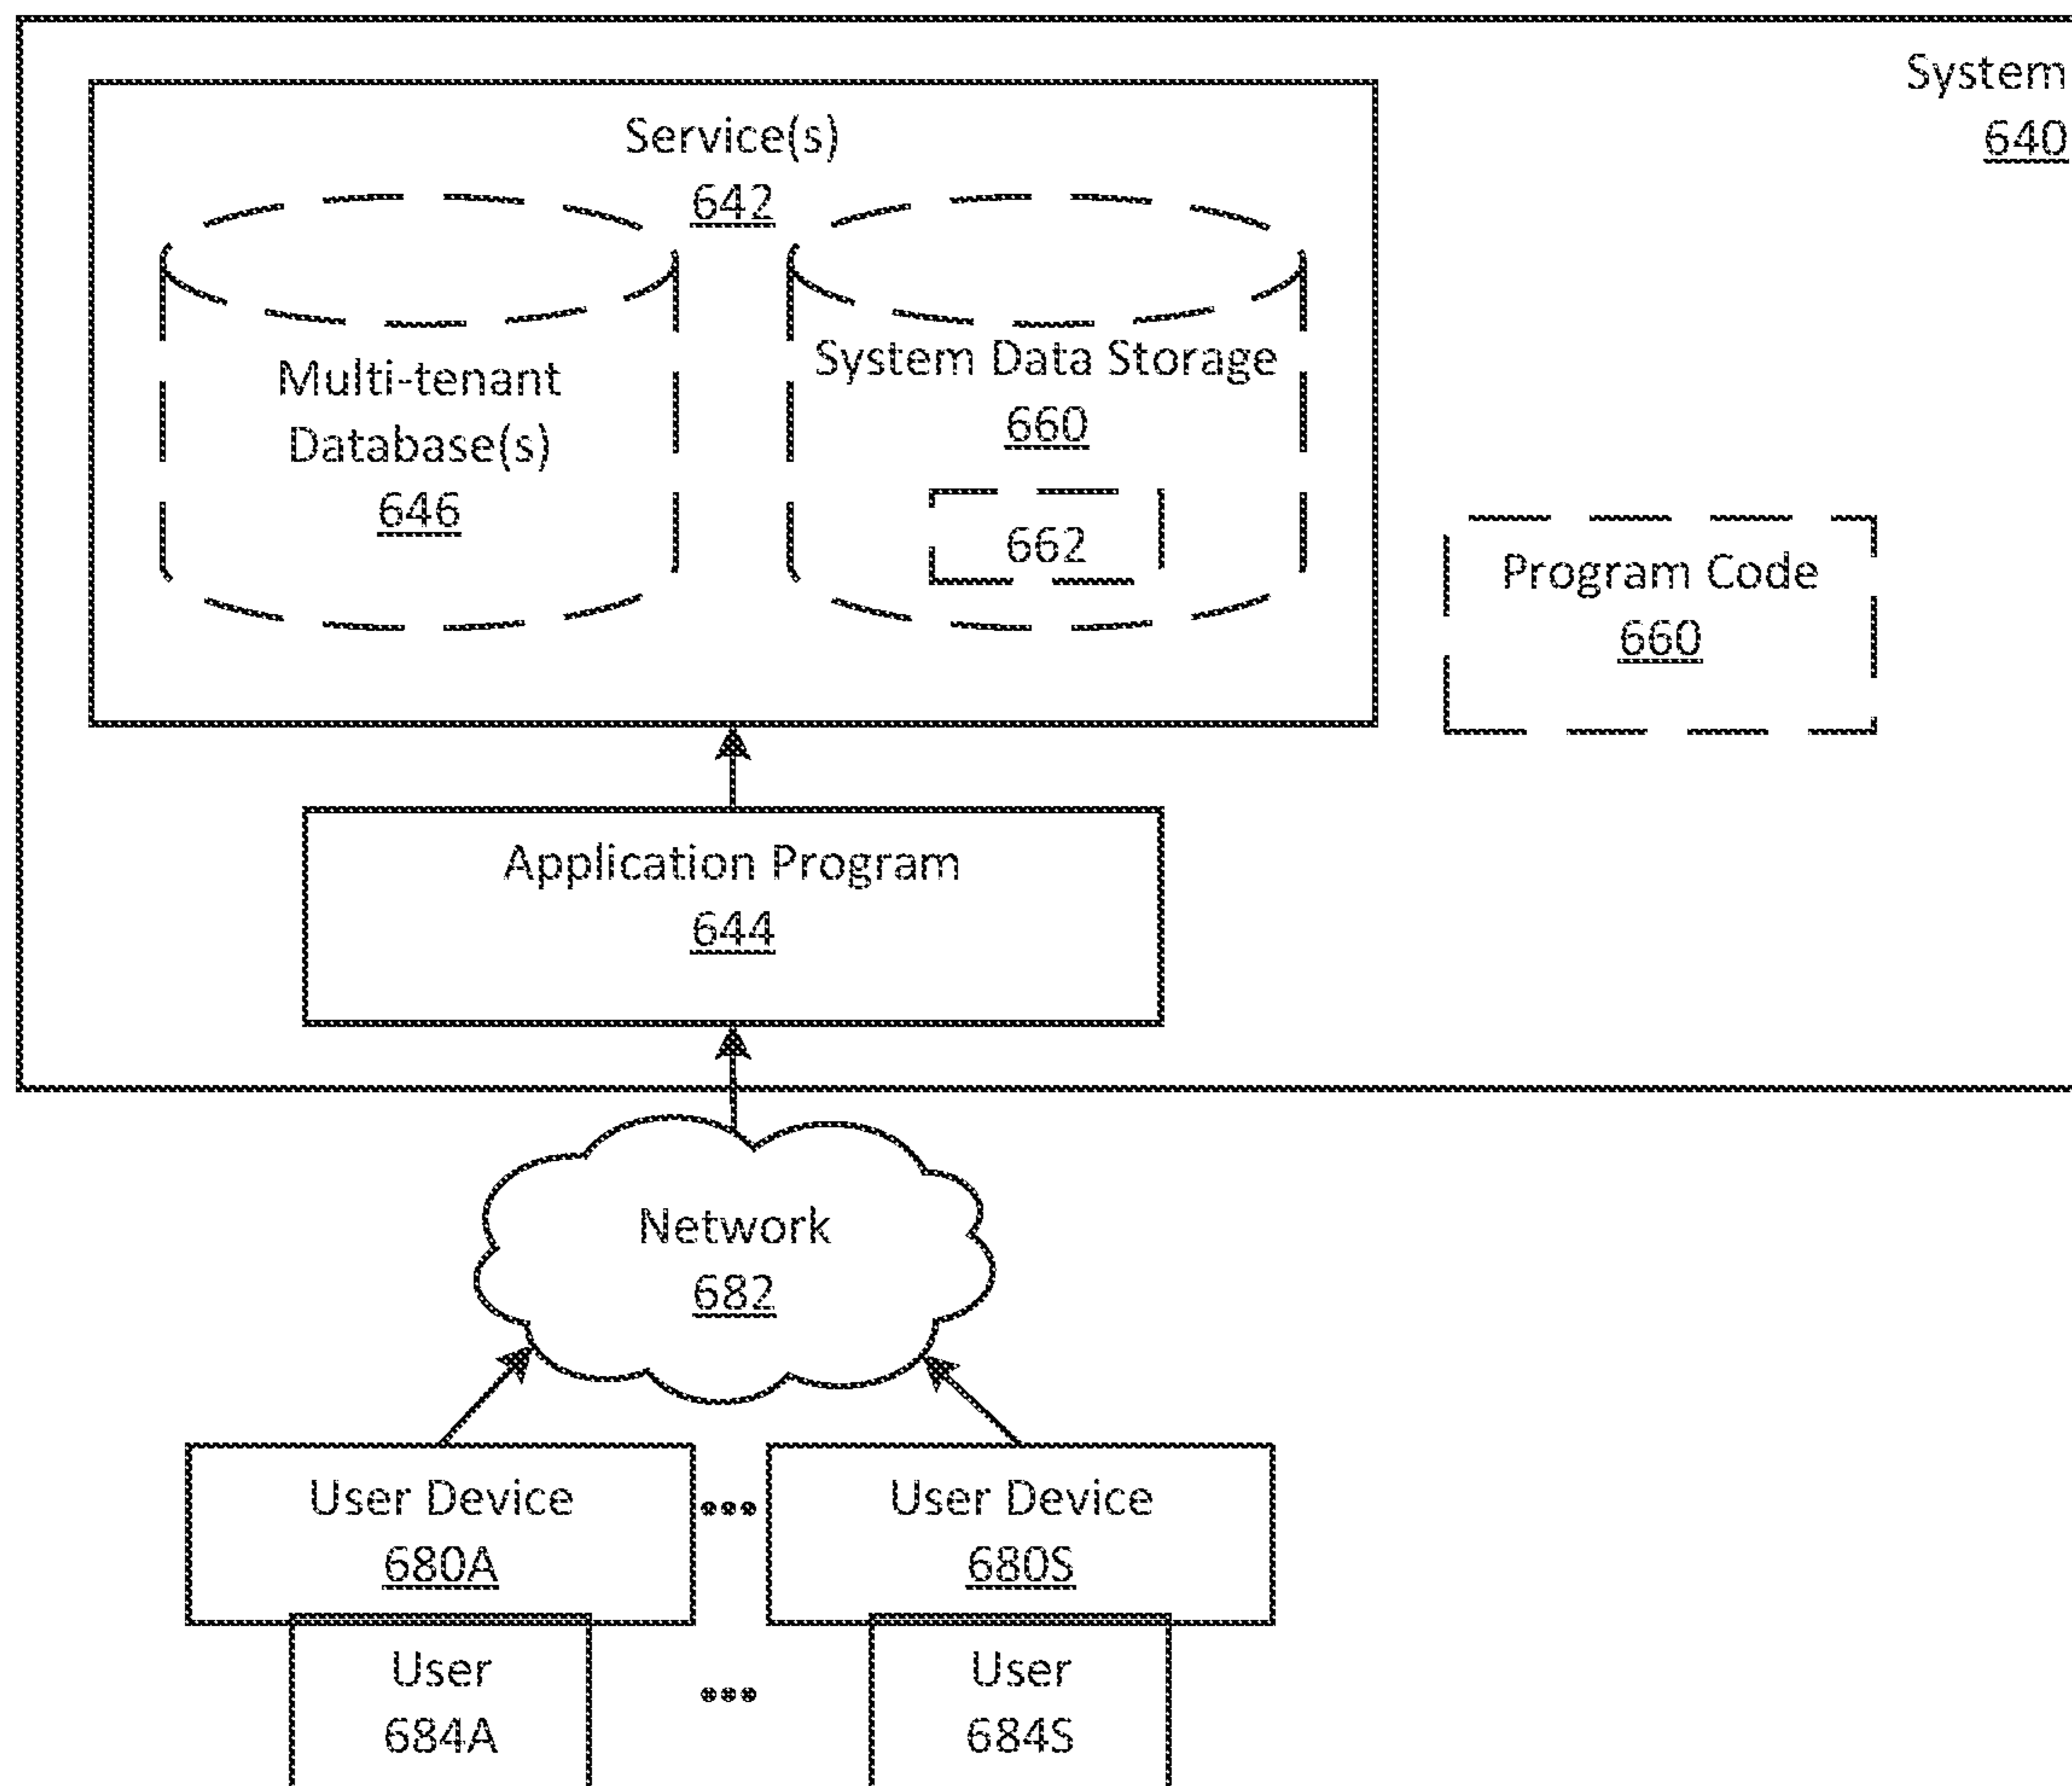 System
640
Service(s)
642
Multi-tenant
Database(s)
646
System Data Storage
660
662
Program Code
660
Application Program
644
Network
682
User Device
680A
User Device
680S
User
684A
User
684S